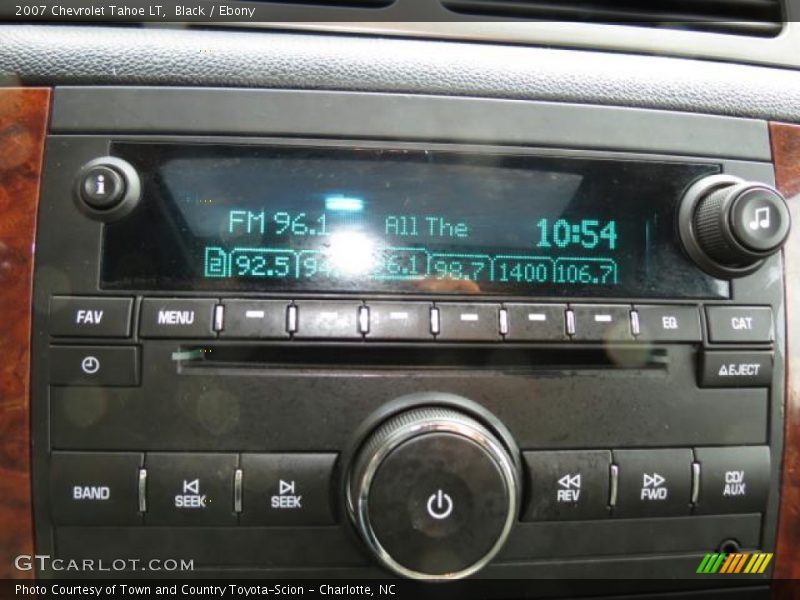 2007 Chevrolet Tahoe LT, Black / Ebony
i
FM 96.1 All The 10:54
2 92.5 96.1 98.7 1400 106.7
FAV MENU EQ CAT
EJECT
BAND SEEK SEEK REV FWD CD/AUX
GTCARLOT.COM
Photo Courtesy of Town and Country Toyota-Scion - Charlotte, NC